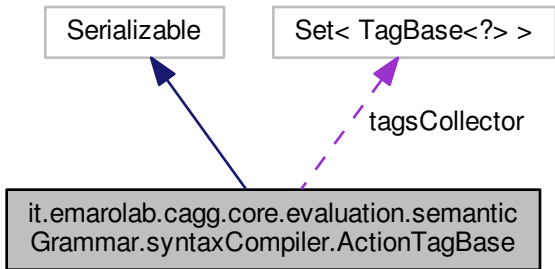 Serializable
Set< TagBase<?> >
tagsCollector
it.emarolab.cagg.core.evaluation.semantic
Grammar.syntaxCompiler.ActionTagBase